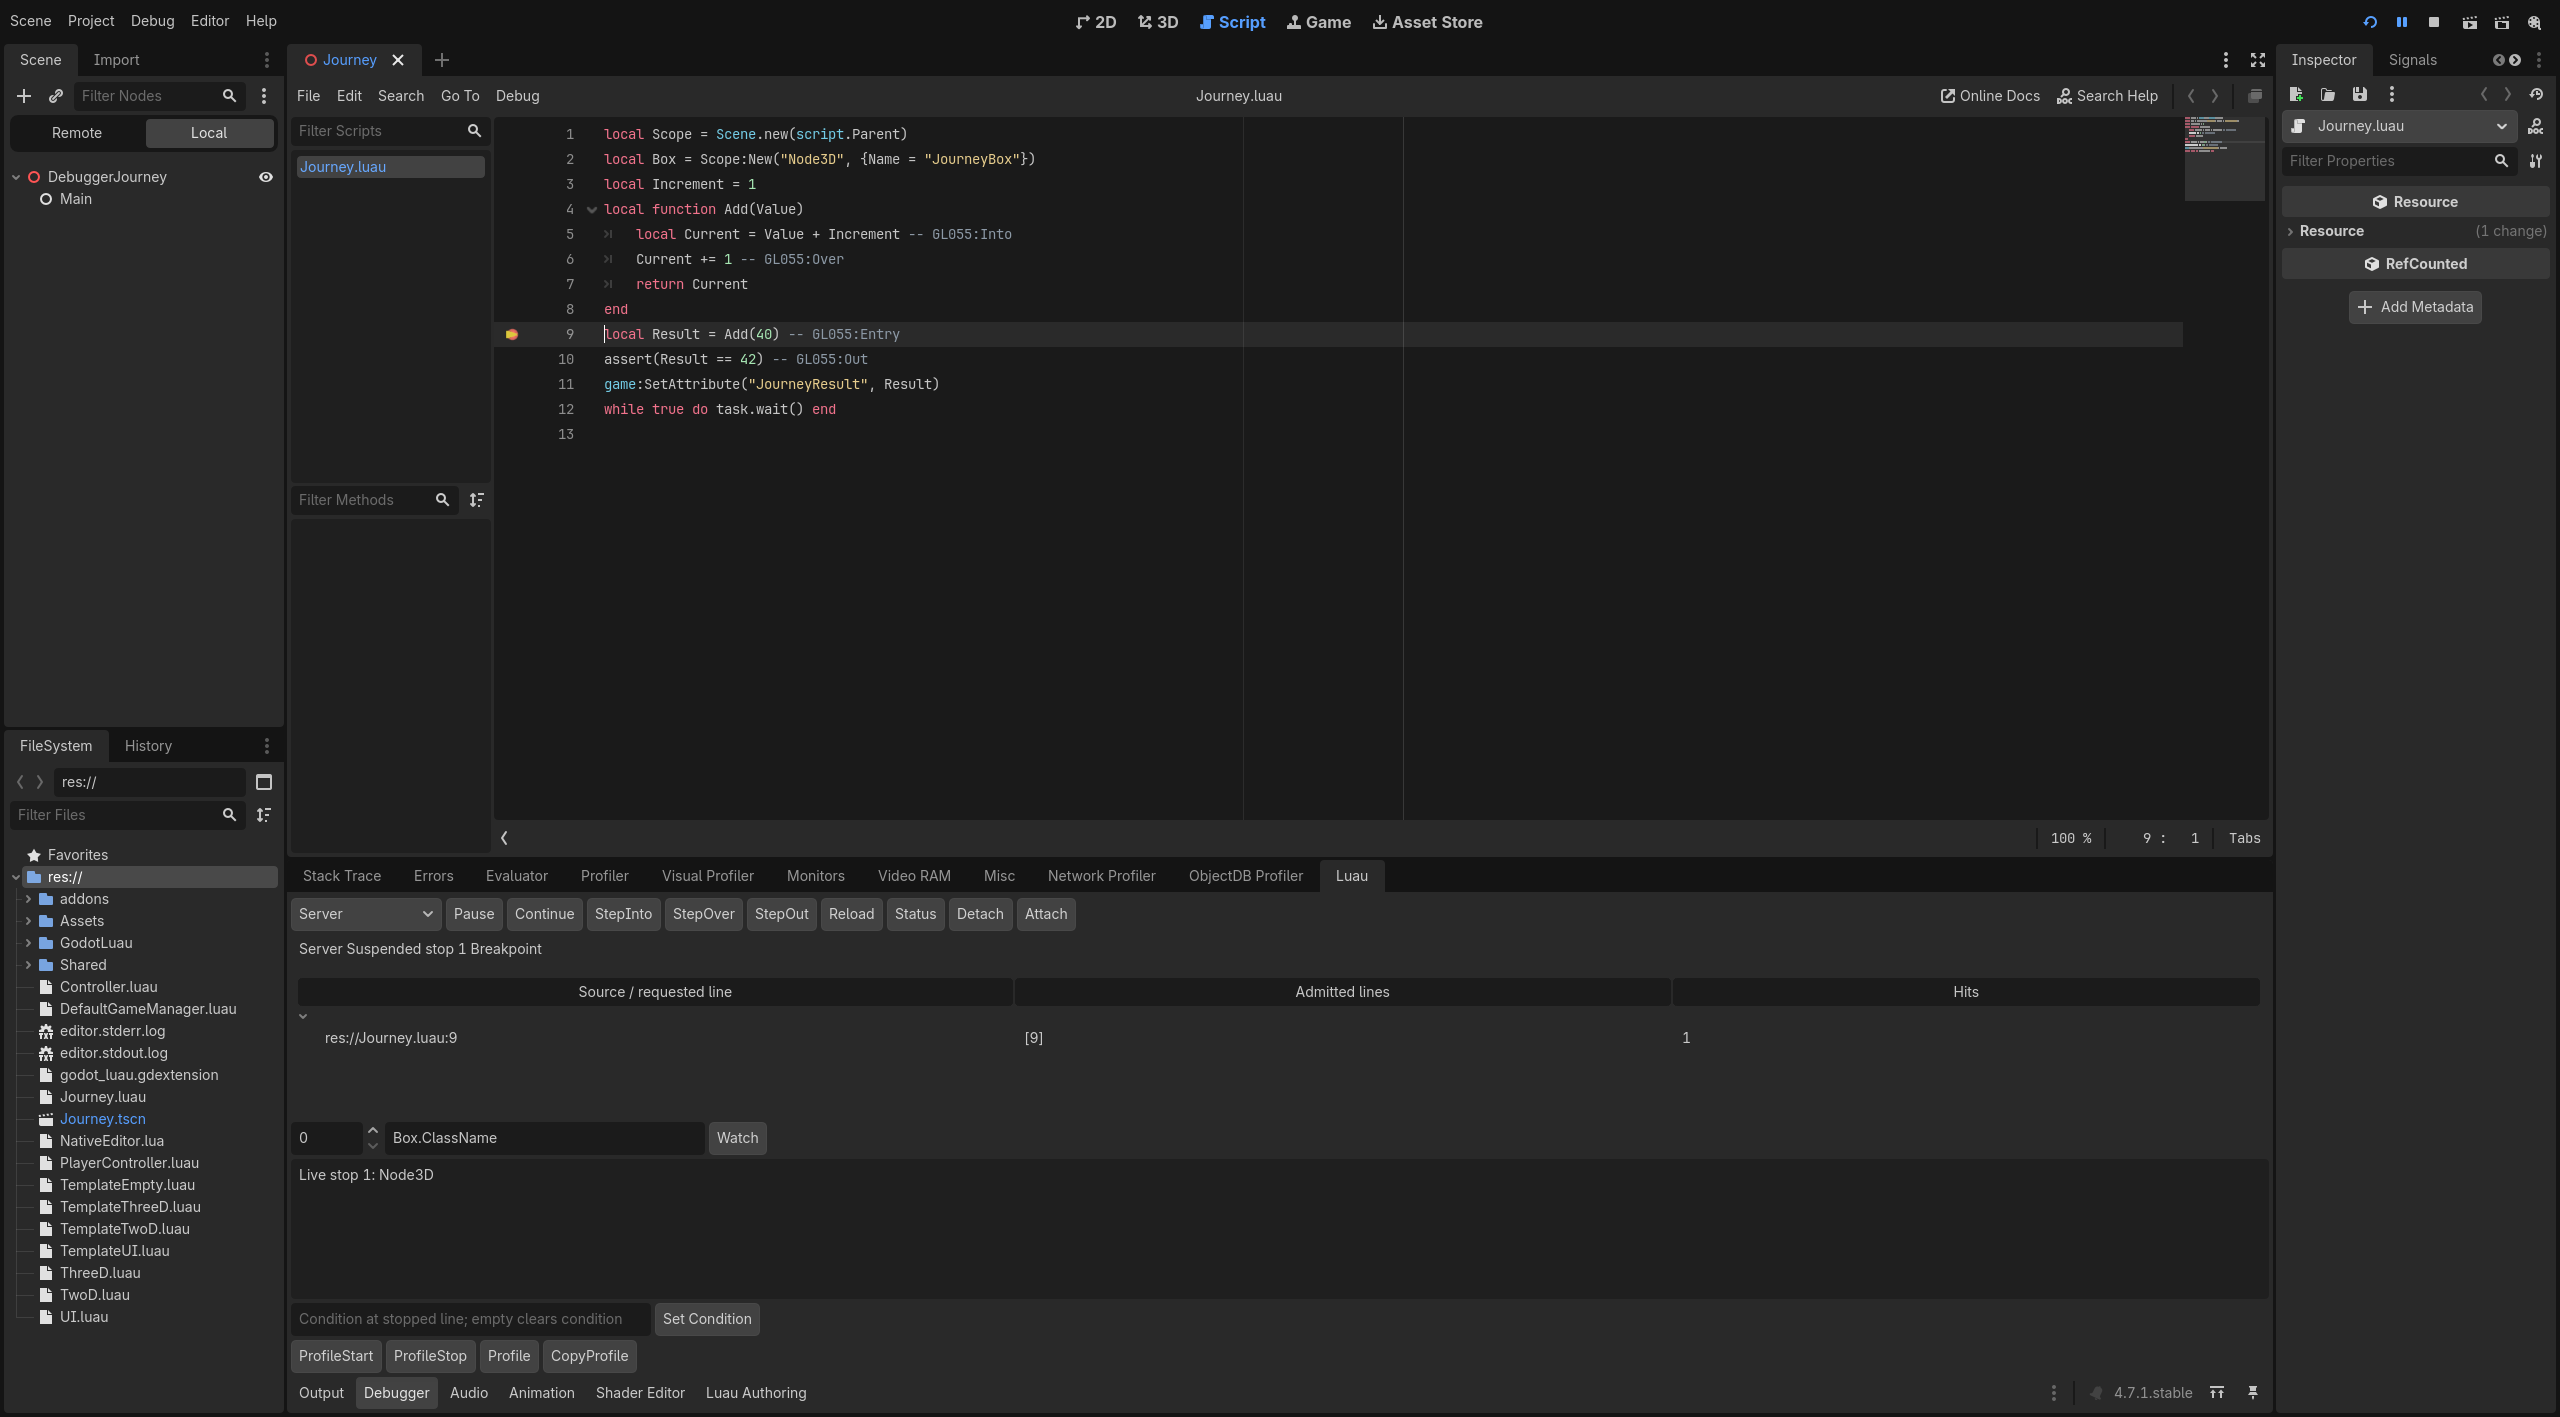 Scene Project Debug Editor Help
2D 3D Script Game Asset Store
Scene Import
Filter Nodes
Remote Local
DebuggerJourney
Main
Journey
File Edit Search Go To Debug
Journey.luau
Online Docs Search Help
Filter Scripts
Journey.luau
Filter Methods
1 local Scope = Scene.new(script.Parent)
2 local Box = Scope:New("Node3D", {Name = "JourneyBox"})
3 local Increment = 1
4 local function Add(Value)
5 local Current = Value + Increment -- GL055:Into
6 Current += 1 -- GL055:Over
7 return Current
8 end
9 local Result = Add(40) -- GL055:Entry
10 assert(Result == 42) -- GL055:Out
11 game:SetAttribute("JourneyResult", Result)
12 while true do task.wait() end
13
100 % 9 : 1 Tabs
Inspector Signals
Journey.luau
Filter Properties
Resource
Resource (1 change)
RefCounted
Add Metadata
FileSystem History
res://
Filter Files
Favorites
res://
addons
Assets
GodotLuau
Shared
Controller.luau
DefaultGameManager.luau
editor.stderr.log
editor.stdout.log
godot_luau.gdextension
Journey.luau
Journey.tscn
NativeEditor.lua
PlayerController.luau
TemplateEmpty.luau
TemplateThreeD.luau
TemplateTwoD.luau
TemplateUI.luau
ThreeD.luau
TwoD.luau
UI.luau
Stack Trace Errors Evaluator Profiler Visual Profiler Monitors Video RAM Misc Network Profiler ObjectDB Profiler Luau
Server Pause Continue StepInto StepOver StepOut Reload Status Detach Attach
Server Suspended stop 1 Breakpoint
Source / requested line Admitted lines Hits
res://Journey.luau:9 [9] 1
0 Box.ClassName Watch
Live stop 1: Node3D
Condition at stopped line; empty clears condition Set Condition
ProfileStart ProfileStop Profile CopyProfile
Output Debugger Audio Animation Shader Editor Luau Authoring
4.7.1.stable